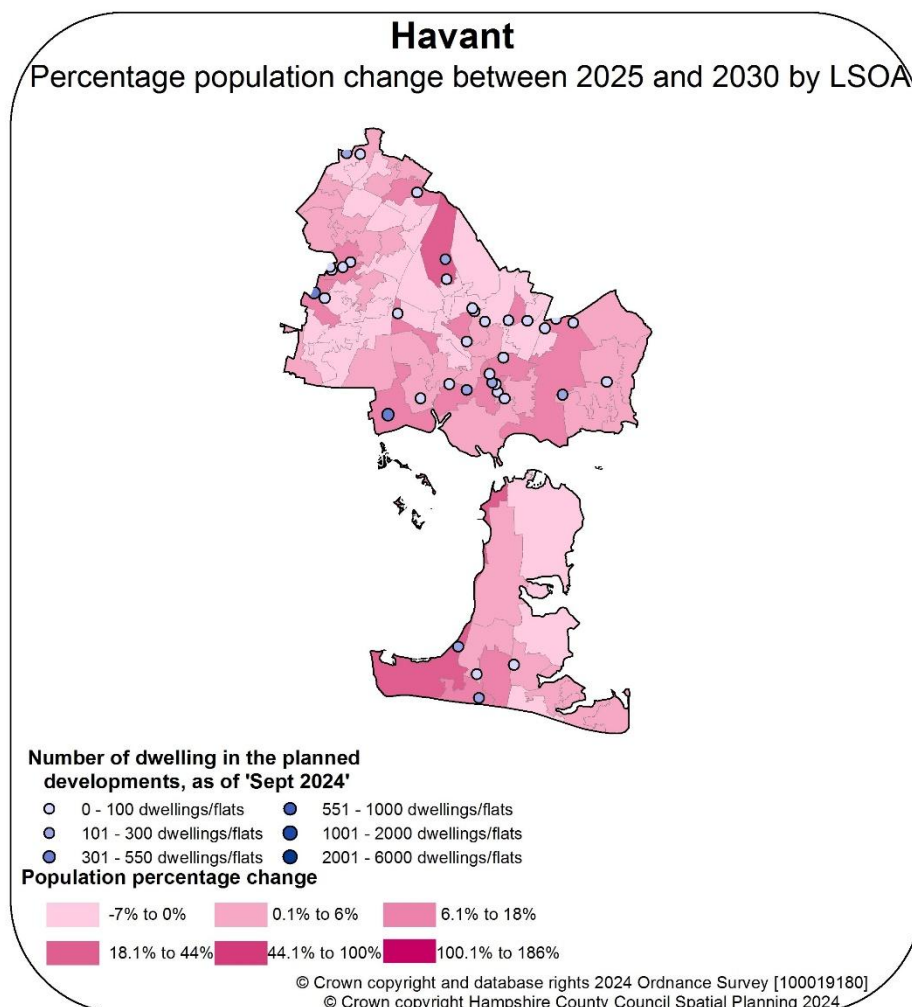 Havant
Percentage population change between 2025 and 2030 by LSOA
Number of dwelling in the planned
developments, as of 'Sept 2024'
0 - 100 dwellings/flats
551 - 1000 dwellings/flats
101 - 300 dwellings/flats
1001 - 2000 dwellings/flats
301 - 550 dwellings/flats
2001 - 6000 dwellings/flats
Population percentage change
-7% to 0%
0.1% to 6%
6.1% to 18%
18.1% to 44%
44.1% to 100%
100.1% to 186%
© Crown copyright and database rights 2024 Ordnance Survey [100019180]
© Crown copyright Hampshire County Council Spatial Planning 2024